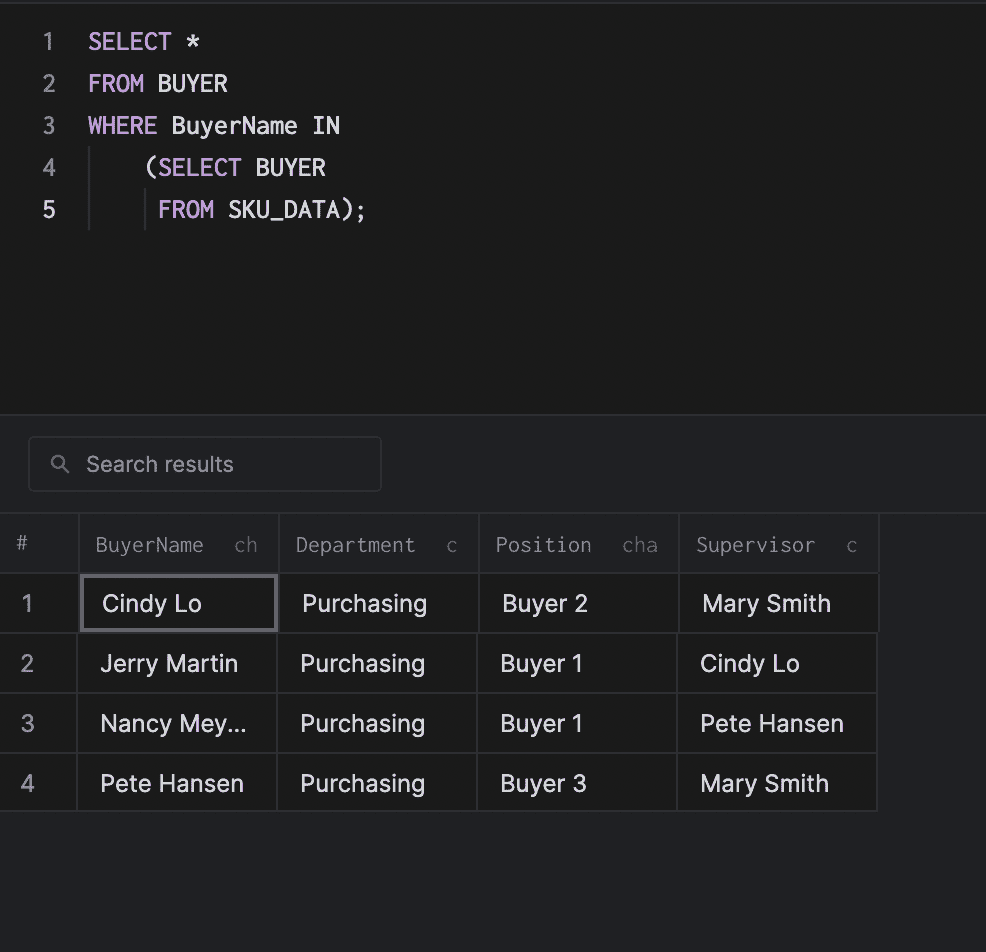 1 SELECT *
2 FROM BUYER
3 WHERE BuyerName IN
4 (SELECT BUYER
5 FROM SKU_DATA);
Search results
# BuyerName ch Department c Position cha Supervisor c
1 Cindy Lo Purchasing Buyer 2 Mary Smith
2 Jerry Martin Purchasing Buyer 1 Cindy Lo
3 Nancy Mey... Purchasing Buyer 1 Pete Hansen
4 Pete Hansen Purchasing Buyer 3 Mary Smith